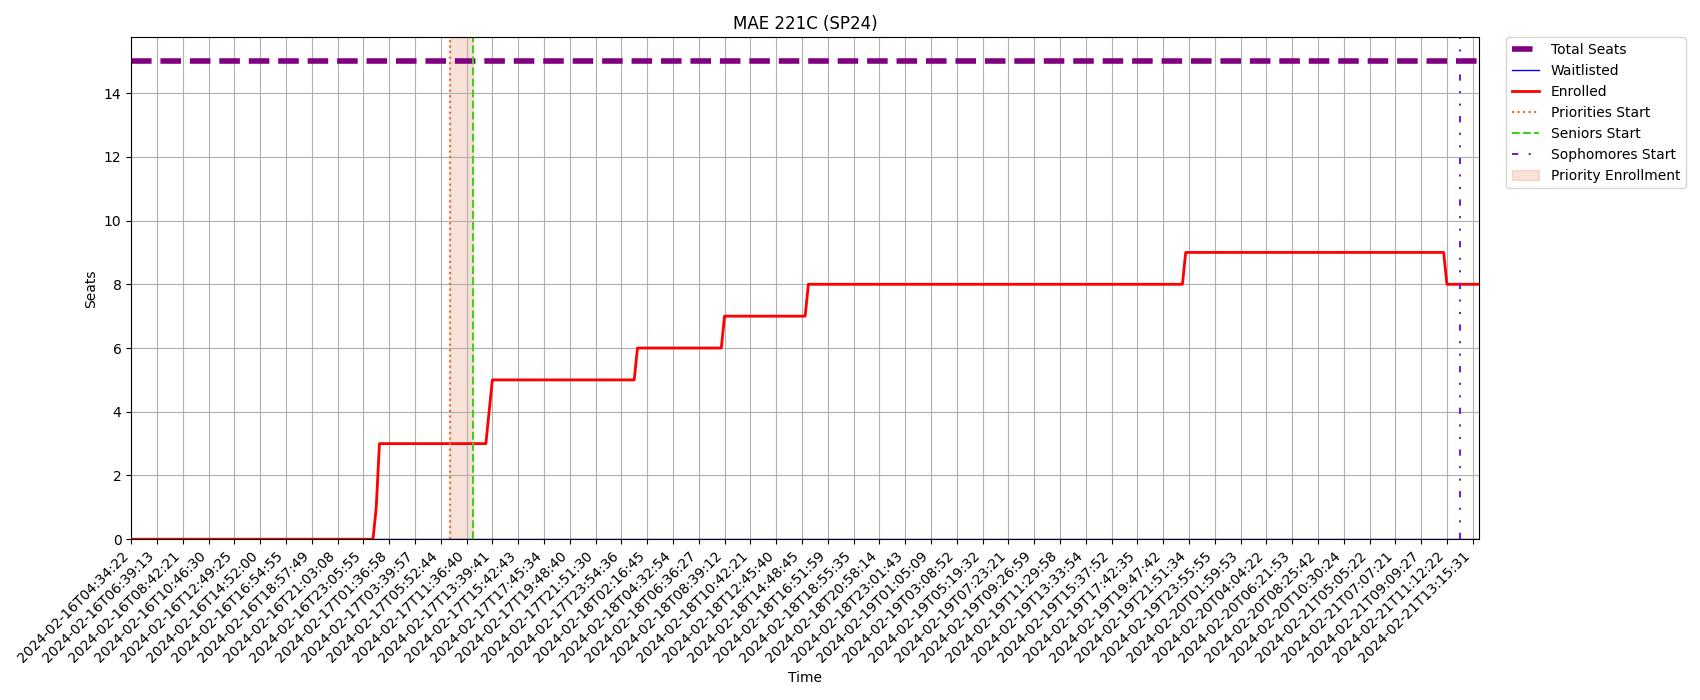 MAE 221C (SP24)
Total Seats
Waitlisted
Enrolled
Priorities Start
Seniors Start
Sophomores Start
Priority Enrollment
Seats
14
12
10
8
6
4
2
0
2024-02-16T04:34:22
2024-02-16T06:39:13
2024-02-16T08:42:21
2024-02-16T10:46:30
2024-02-16T12:49:25
2024-02-16T14:52:00
2024-02-16T16:54:55
2024-02-16T18:57:49
2024-02-16T21:03:08
2024-02-16T23:05:55
2024-02-17T01:36:58
2024-02-17T03:39:57
2024-02-17T05:52:44
2024-02-17T11:36:40
2024-02-17T13:39:41
2024-02-17T15:42:43
2024-02-17T17:45:34
2024-02-17T19:48:40
2024-02-17T21:51:30
2024-02-17T23:54:36
2024-02-18T02:16:45
2024-02-18T04:32:54
2024-02-18T06:36:27
2024-02-18T08:39:12
2024-02-18T10:42:21
2024-02-18T12:45:40
2024-02-18T14:48:45
2024-02-18T16:51:59
2024-02-18T18:55:35
2024-02-18T20:58:14
2024-02-18T23:01:43
2024-02-19T01:05:09
2024-02-19T03:08:52
2024-02-19T05:19:32
2024-02-19T07:23:21
2024-02-19T09:26:59
2024-02-19T11:29:58
2024-02-19T13:33:54
2024-02-19T15:37:52
2024-02-19T17:42:35
2024-02-19T19:47:42
2024-02-19T21:51:34
2024-02-19T23:55:55
2024-02-20T01:59:53
2024-02-20T04:04:22
2024-02-20T06:21:53
2024-02-20T08:25:42
2024-02-20T10:30:24
2024-02-21T05:05:22
2024-02-21T07:07:21
2024-02-21T09:09:27
2024-02-21T11:12:22
2024-02-21T13:15:31
Time